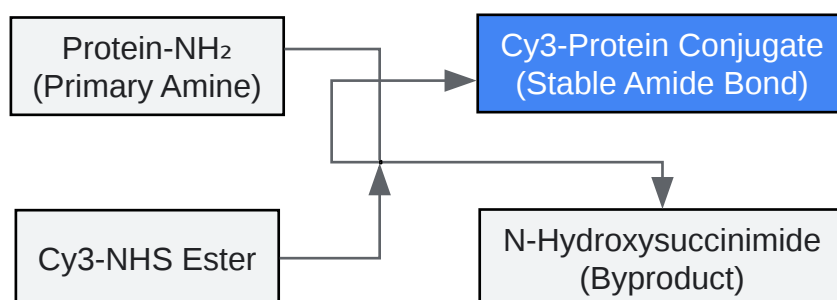 Protein-NH₂
(Primary Amine)
Cy3-Protein Conjugate
(Stable Amide Bond)
Cy3-NHS Ester
N-Hydroxysuccinimide
(Byproduct)